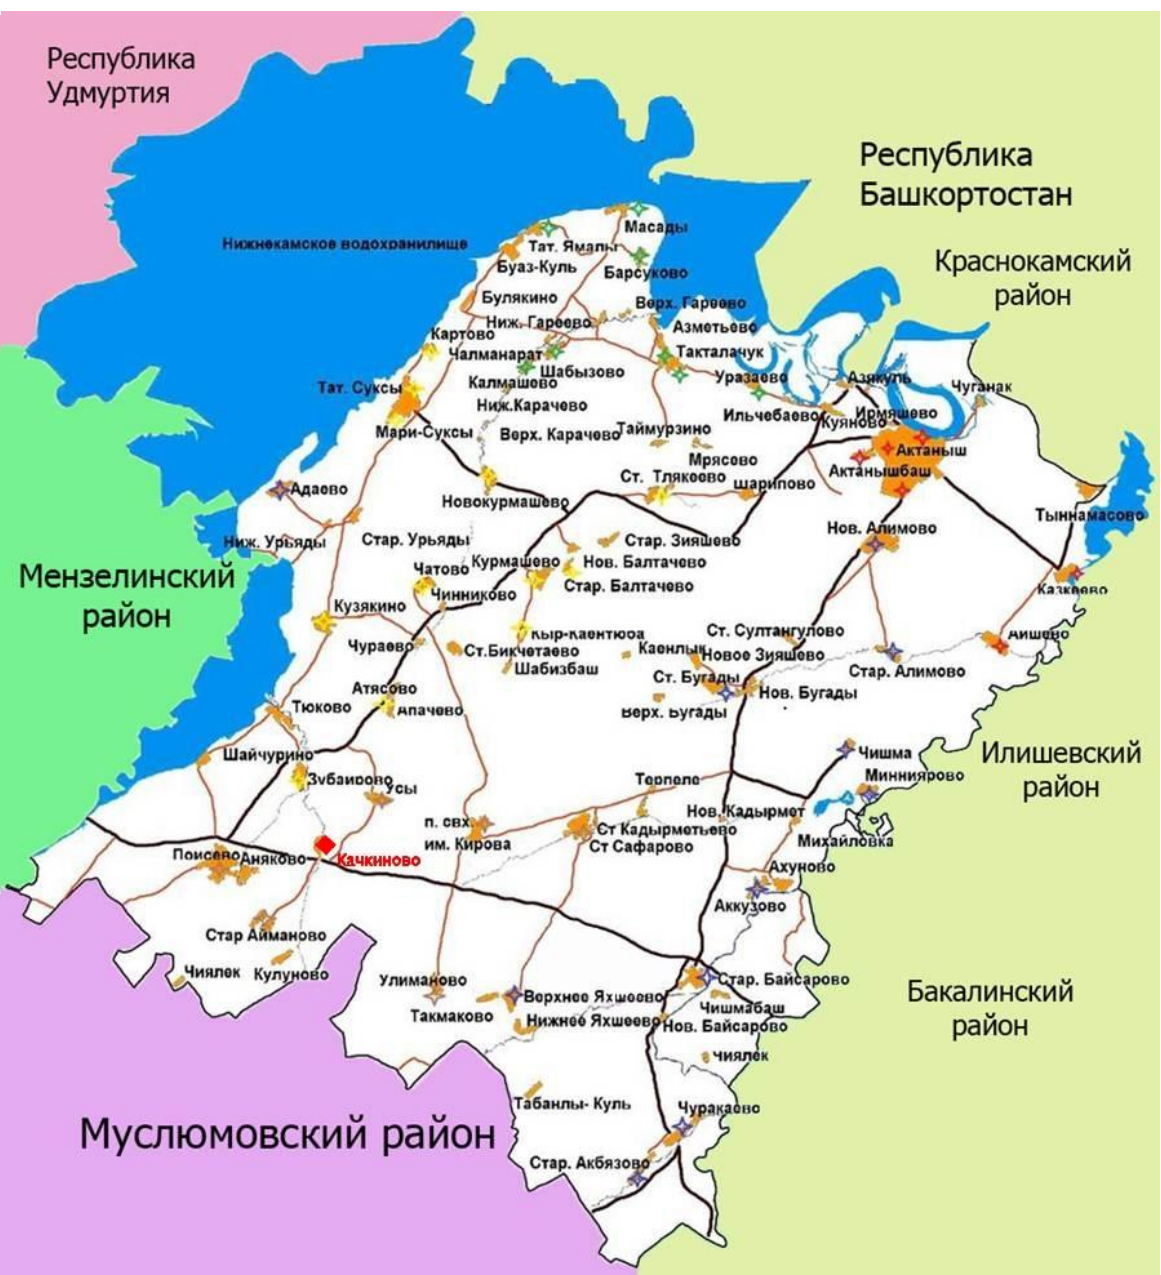 Республика
Удмуртия
Республика
Башкортостан
Краснокамский
район
Нижнекамское водохранилище
Масады
Тат. Ямалы
Буаз-Куль
Барсуково
Булякино
Верх. Гареево
Ниж. Гареево
Азметьево
Картово
Чалманарат
Такталачук
Шабызово
Калмашево
Уразаево
Азякуль
Чуганак
Тат. Суксы
Ниж.Карачево
Ильчебаево
Куяново
Ирмяшево
Мари-Суксы
Верх. Карачево
Таймурзино
Мрясово
Актаныш
Актанышбаш
Ст. Тлякеево
шарипово
Адаево
Новокурмашево
Тыннамасово
Нов. Алимово
Ниж. Урьяды
Стар. Урьяды
Стар. Зияшево
Курмашево
Нов. Балтачево
Чатово
Стар. Балтачево
Казкеево
Мензелинский
район
Чинниково
Кузякино
Кыр-Каентюба
Ст. Султангулово
Аишево
Чураево
Ст.Бикчетаево
Каенлык
Новое Зияшево
Шабизбаш
Стар. Алимово
Ст. Бугады
Атясово
Нов. Бугады
Тюково
Апачево
Верх. Бугады
Шайчурино
Чишма
Илишевский
район
Зубаирово
Терпеле
Минниярово
Усы
Нов. Кадырмет
п. свх.
им. Кирова
Ст Кадырметьево
Ст Сафарово
Михайловка
Поисево
Аняково
Качкиново
Ахуново
Аккузово
Стар Айманово
Чиялек
Кулуново
Улиманово
Стар. Байсарово
Верхнее Яхшеево
Чишмабаш
Такмаково
Нижнее Яхшеево
Нов. Байсарово
Бакалинский
район
Чиялек
Табанлы- Куль
Чуракаево
Муслюмовский район
Стар. Акбязово